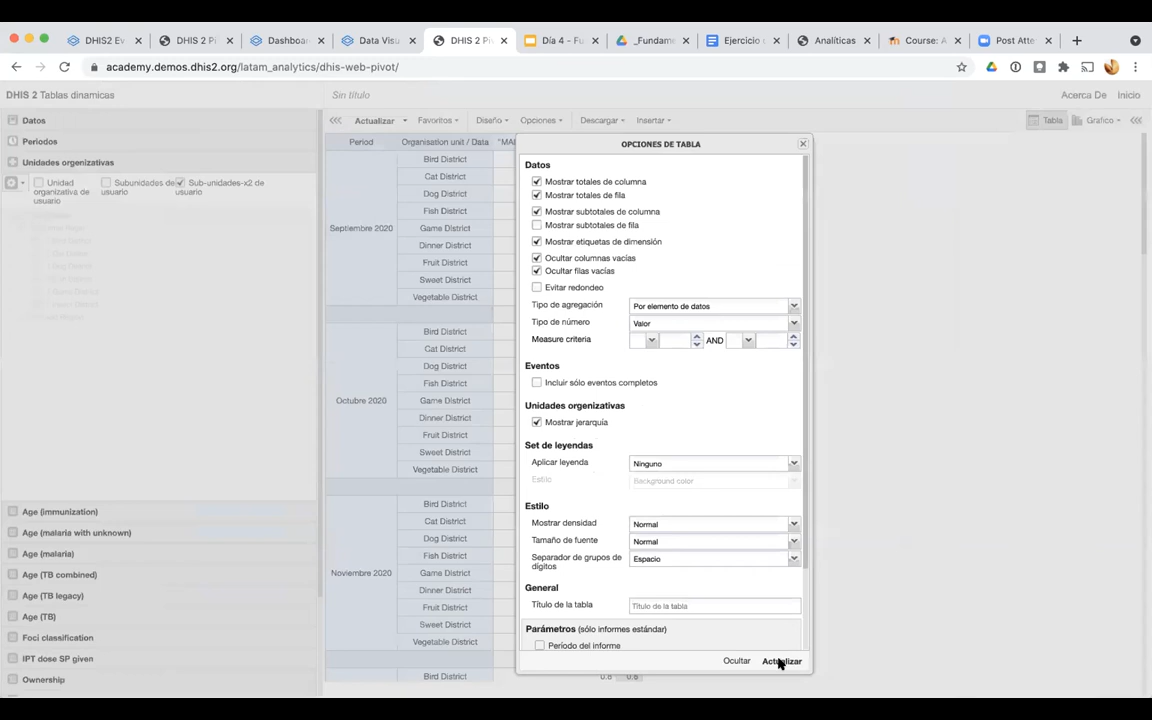 DHIS2 Ev
DHIS 2 Pi
Dashboa
Data Visu
DHIS 2 Pi
Día 4 - Fu
_Fundam
Ejercicio
Analíticas
Course: A
Post Atte
academy.demos.dhis2.org/latam_analytics/dhis-web-pivot/
DHIS 2 Tablas dinamicas
Sin título
Acerca De
Inicio
Datos
Actualizar
Favoritos
Diseño
Opciones
Descargar
Insertar
Tabla
Grafico
Periodos
Unidades organizativas
Unidad organizativa de usuario
Subunidades de usuario
Sub-unidades-x2 de usuario
Age (immunization)
Age (malaria with unknown)
Age (malaria)
Age (TB combined)
Age (TB legacy)
Age (TB)
Foci classification
IPT dose SP given
Ownership
Period
Organisation unit / Data
"MAL
Septiembre 2020
Bird District
Cat District
Dog District
Fish District
Game District
Dinner District
Fruit District
Sweet District
Vegetable District
Octubre 2020
Bird District
Cat District
Dog District
Fish District
Game District
Dinner District
Fruit District
Sweet District
Vegetable District
Noviembre 2020
Bird District
Cat District
Dog District
Fish District
Game District
Dinner District
Fruit District
Sweet District
Vegetable District
Bird District
0.6
0.6
OPCIONES DE TABLA
Datos
Mostrar totales de columna
Mostrar totales de fila
Mostrar subtotales de columna
Mostrar subtotales de fila
Mostrar etiquetas de dimensión
Ocultar columnas vacías
Ocultar filas vacías
Evitar redondeo
Tipo de agregación
Por elemento de datos
Tipo de número
Valor
Measure criteria
AND
Eventos
Incluir sólo eventos completos
Unidades organizativas
Mostrar jerarquía
Set de leyendas
Aplicar leyenda
Ninguno
Estilo
Background color
Estilo
Mostrar densidad
Normal
Tamaño de fuente
Normal
Separador de grupos de dígitos
Espacio
General
Título de la tabla
Título de la tabla
Parámetros (sólo informes estándar)
Período del informe
Ocultar
Actualizar